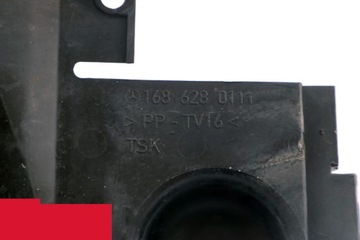 168 628 0111
> PP - TV16 <
TSK